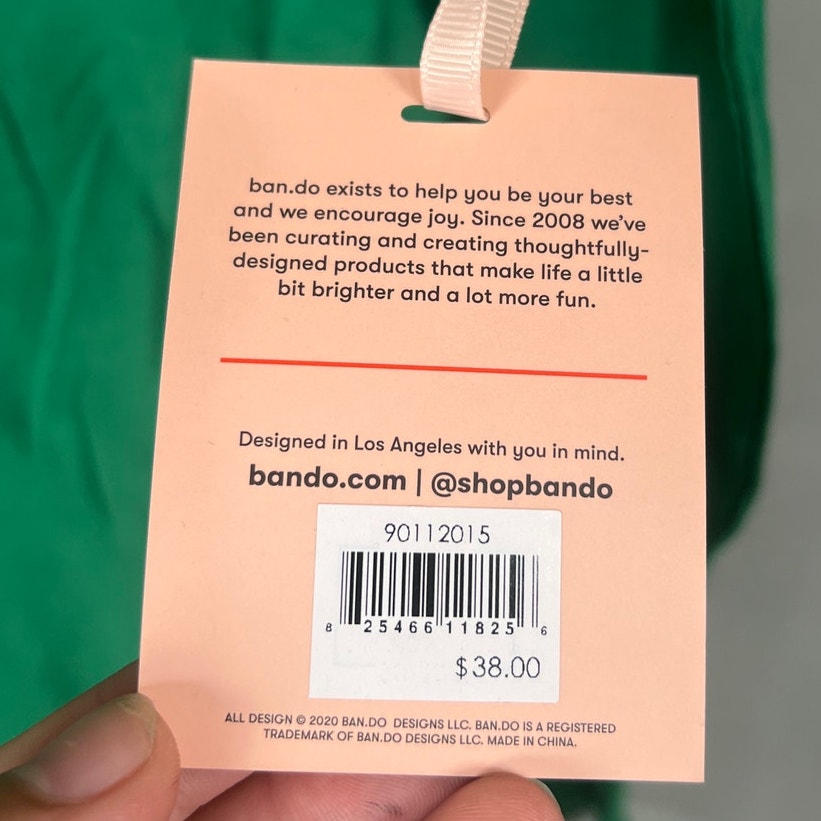 ban.do exists to help you be your best
and we encourage joy. Since 2008 we've
been curating and creating thoughtfully-
designed products that make life a little
bit brighter and a lot more fun.
Designed in Los Angeles with you in mind.
bando.com | @shopbando
90112015
8 25466 11825 6
$38.00
ALL DESIGN © 2020 BAN.DO DESIGNS LLC. BAN.DO IS A REGISTERED
TRADEMARK OF BAN.DO DESIGNS LLC. MADE IN CHINA.